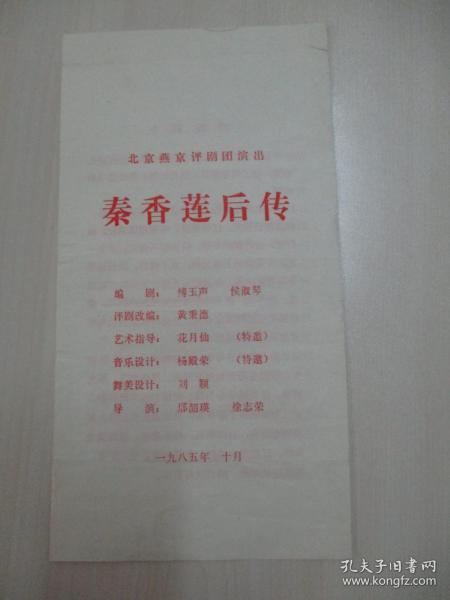 北京燕京评剧团演出
秦香莲后传
编 剧： 傅玉声 侯淑琴
评剧改编： 黄秉德
艺术指导： 花月仙 （特邀）
音乐设计： 杨殿荣 （特邀）
舞美设计： 刘 颖
导 演： 邸韶瑛 徐志荣
一九八五年 十月
孔夫子旧书网
www.kongfz.com